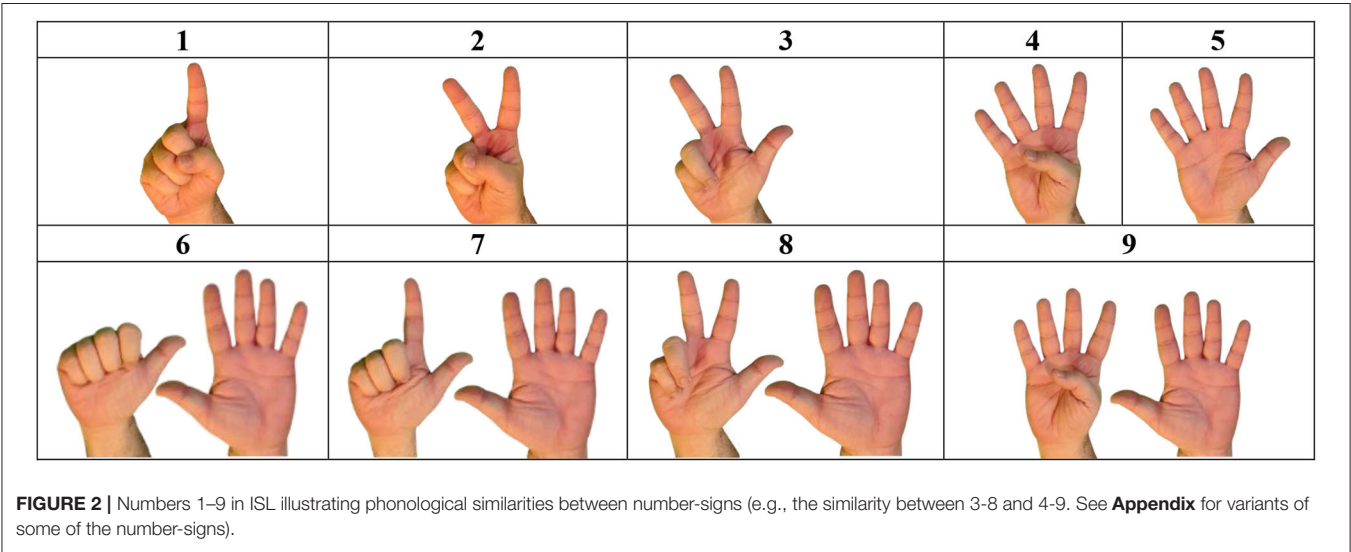 1 2 3 4 5
6 7 8 9
FIGURE 2 | Numbers 1–9 in ISL illustrating phonological similarities between number-signs (e.g., the similarity between 3-8 and 4-9. See Appendix for variants of
some of the number-signs).